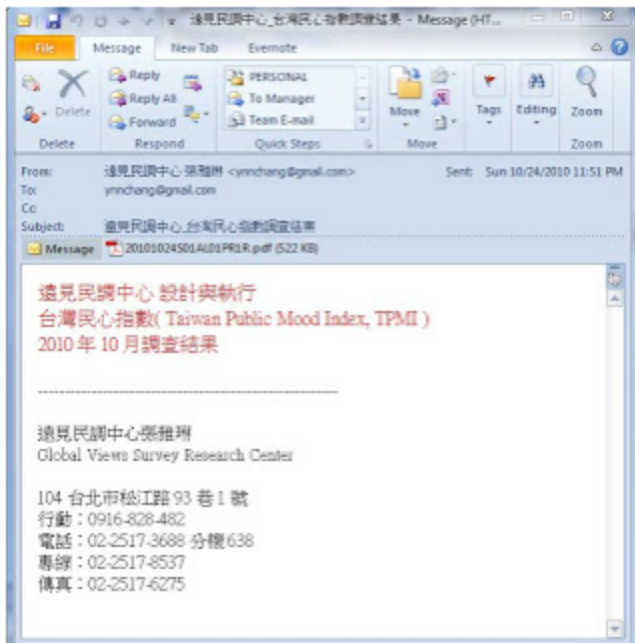 遠見民調中心_台灣民心指數調查結果 - Message (HT...
File Message New Tab Evernote
Delete
Reply
Reply All
Forward
PERSONAL
To Manager
Team E-mail
Move
Tags
Editing
Zoom
Delete Respond Quick Steps Move Zoom
From: 遠見民調中心 張雅琳 <ynnchang@gmail.com> Sent: Sun 10/24/2010 11:51 PM
To: ynnchang@gmail.com
Cc
Subject: 遠見民調中心_台灣民心指數調查結果
Message 20101024S01AL01PR1R.pdf (522 KB)
遠見民調中心 設計與執行
台灣民心指數( Taiwan Public Mood Index, TPMI )
2010 年 10 月調查結果
遠見民調中心張雅琳
Global Views Survey Research Center
104 台北市松江路 93 巷 1 號
行動：0916-828-482
電話：02-2517-3688 分機 638
專線：02-2517-8537
傳真：02-2517-6275